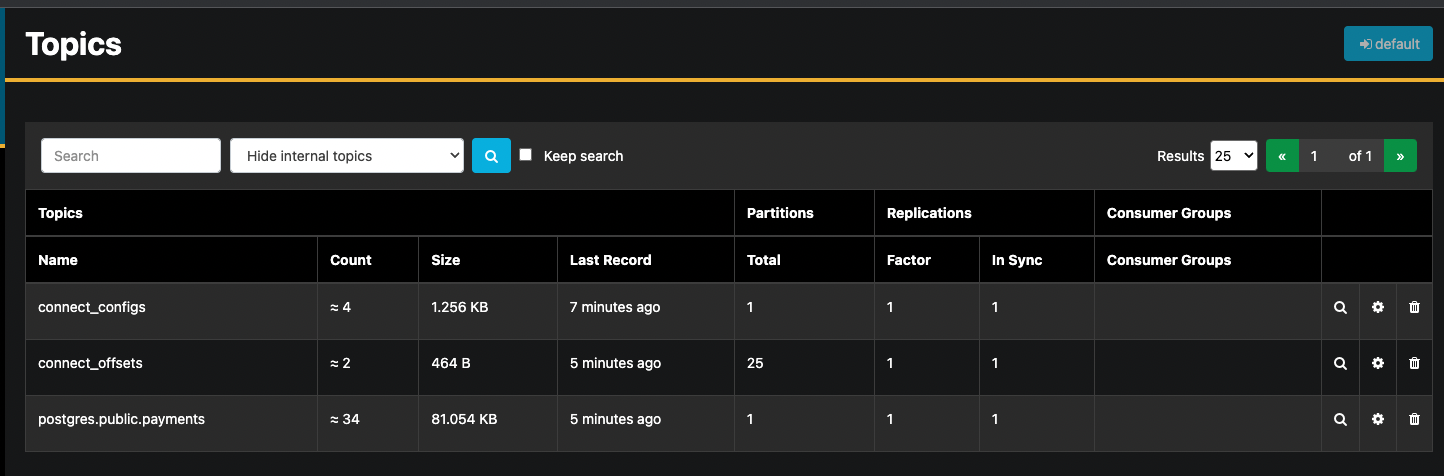 Topics
default
Search Hide internal topics Keep search Results 25 « 1 of 1 »
Topics Partitions Replications Consumer Groups
Name Count Size Last Record Total Factor In Sync Consumer Groups
connect_configs ≈ 4 1.256 KB 7 minutes ago 1 1 1
connect_offsets ≈ 2 464 B 5 minutes ago 25 1 1
postgres.public.payments ≈ 34 81.054 KB 5 minutes ago 1 1 1